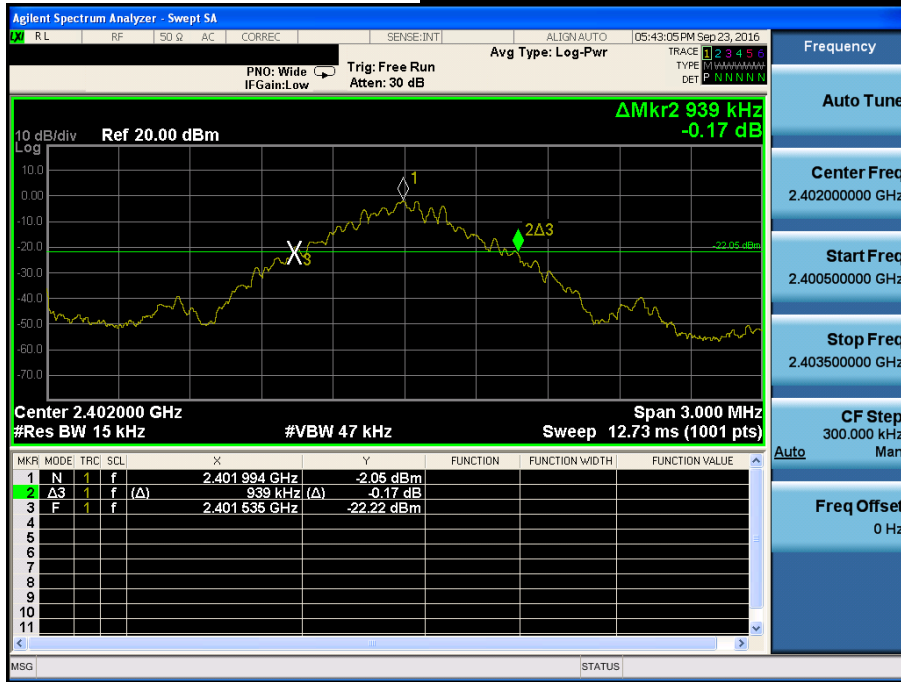 Agilent Spectrum Analyzer - Swept SA
LXI RL RF 50 Ω AC CORREC SENSE:INT ALIGN AUTO 05:43:05 PM Sep 23, 2016
Frequency
Avg Type: Log-Pwr
TRACE 1 2 3 4 5 6
TYPE M WWWWW
DET P N N N N N
PNO: Wide
IFGain:Low
Trig: Free Run
Atten: 30 dB
Auto Tune
ΔMkr2 939 kHz
-0.17 dB
10 dB/div Ref 20.00 dBm
Log
10.0
0.00
-10.0
-20.0
-30.0
-40.0
-50.0
-60.0
-70.0
1
2Δ3
3
-22.05 dBm
Center Freq
2.402000000 GHz
Start Freq
2.400500000 GHz
Stop Freq
2.403500000 GHz
Center 2.402000 GHz Span 3.000 MHz
#Res BW 15 kHz #VBW 47 kHz Sweep 12.73 ms (1001 pts)
CF Step
300.000 kHz
Auto Man
Freq Offset
0 Hz
MKR MODE TRC SCL X Y FUNCTION FUNCTION WIDTH FUNCTION VALUE
1 N 1 f 2.401 994 GHz -2.05 dBm
2 Δ3 1 f (Δ) 939 kHz (Δ) -0.17 dB
3 F 1 f 2.401 535 GHz -22.22 dBm
4
5
6
7
8
9
10
11
MSG STATUS